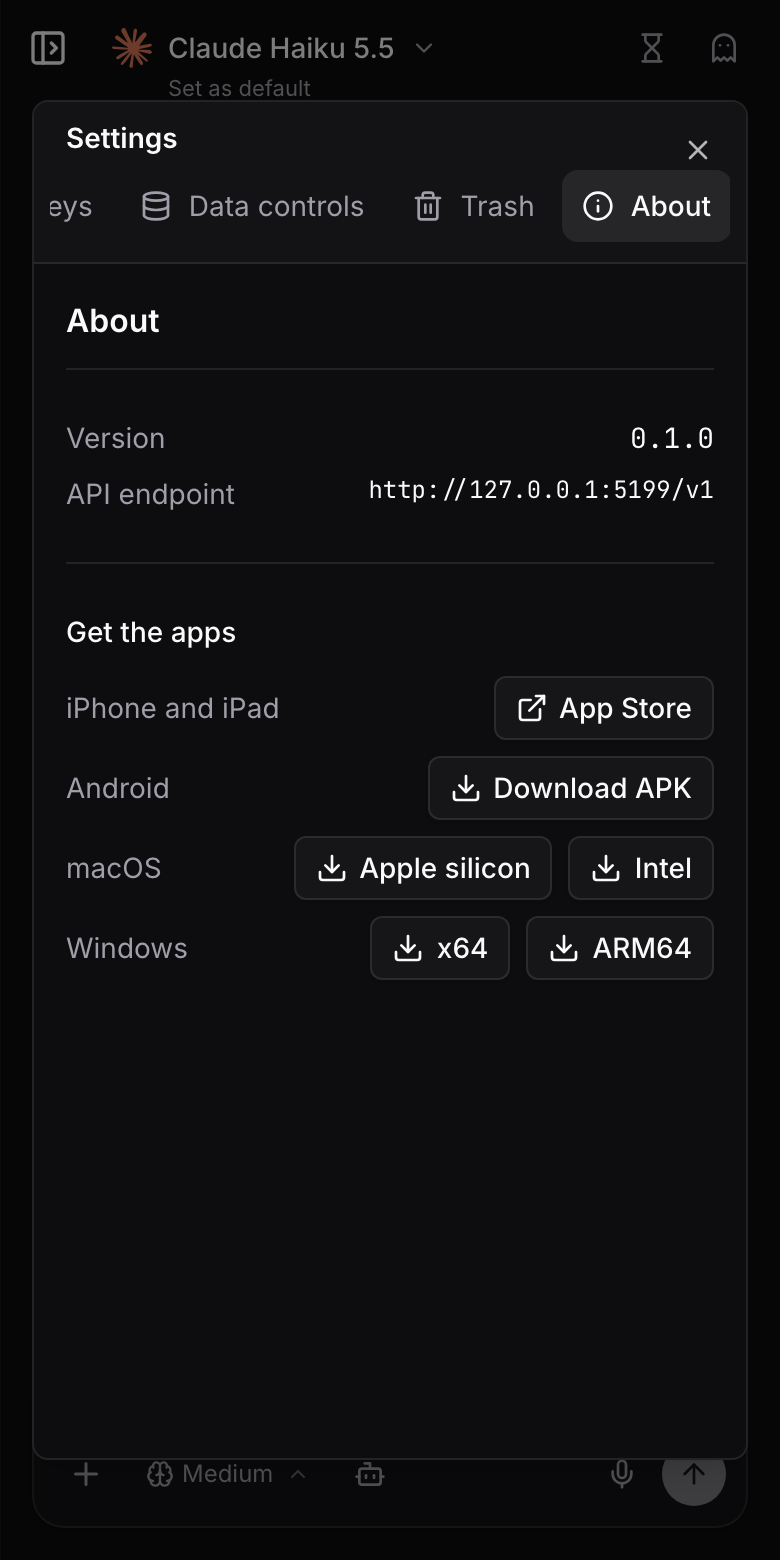 Claude Haiku 5.5
Set as default
Settings
eys Data controls Trash About
About
Version 0.1.0
API endpoint http://127.0.0.1:5199/v1
Get the apps
iPhone and iPad App Store
Android Download APK
macOS Apple silicon Intel
Windows x64 ARM64
Medium